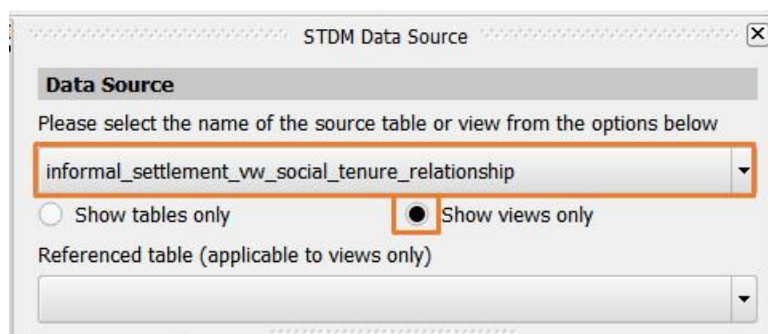 STDM Data Source
Data Source
Please select the name of the source table or view from the options below
informal_settlement_vw_social_tenure_relationship
Show tables only Show views only
Referenced table (applicable to views only)